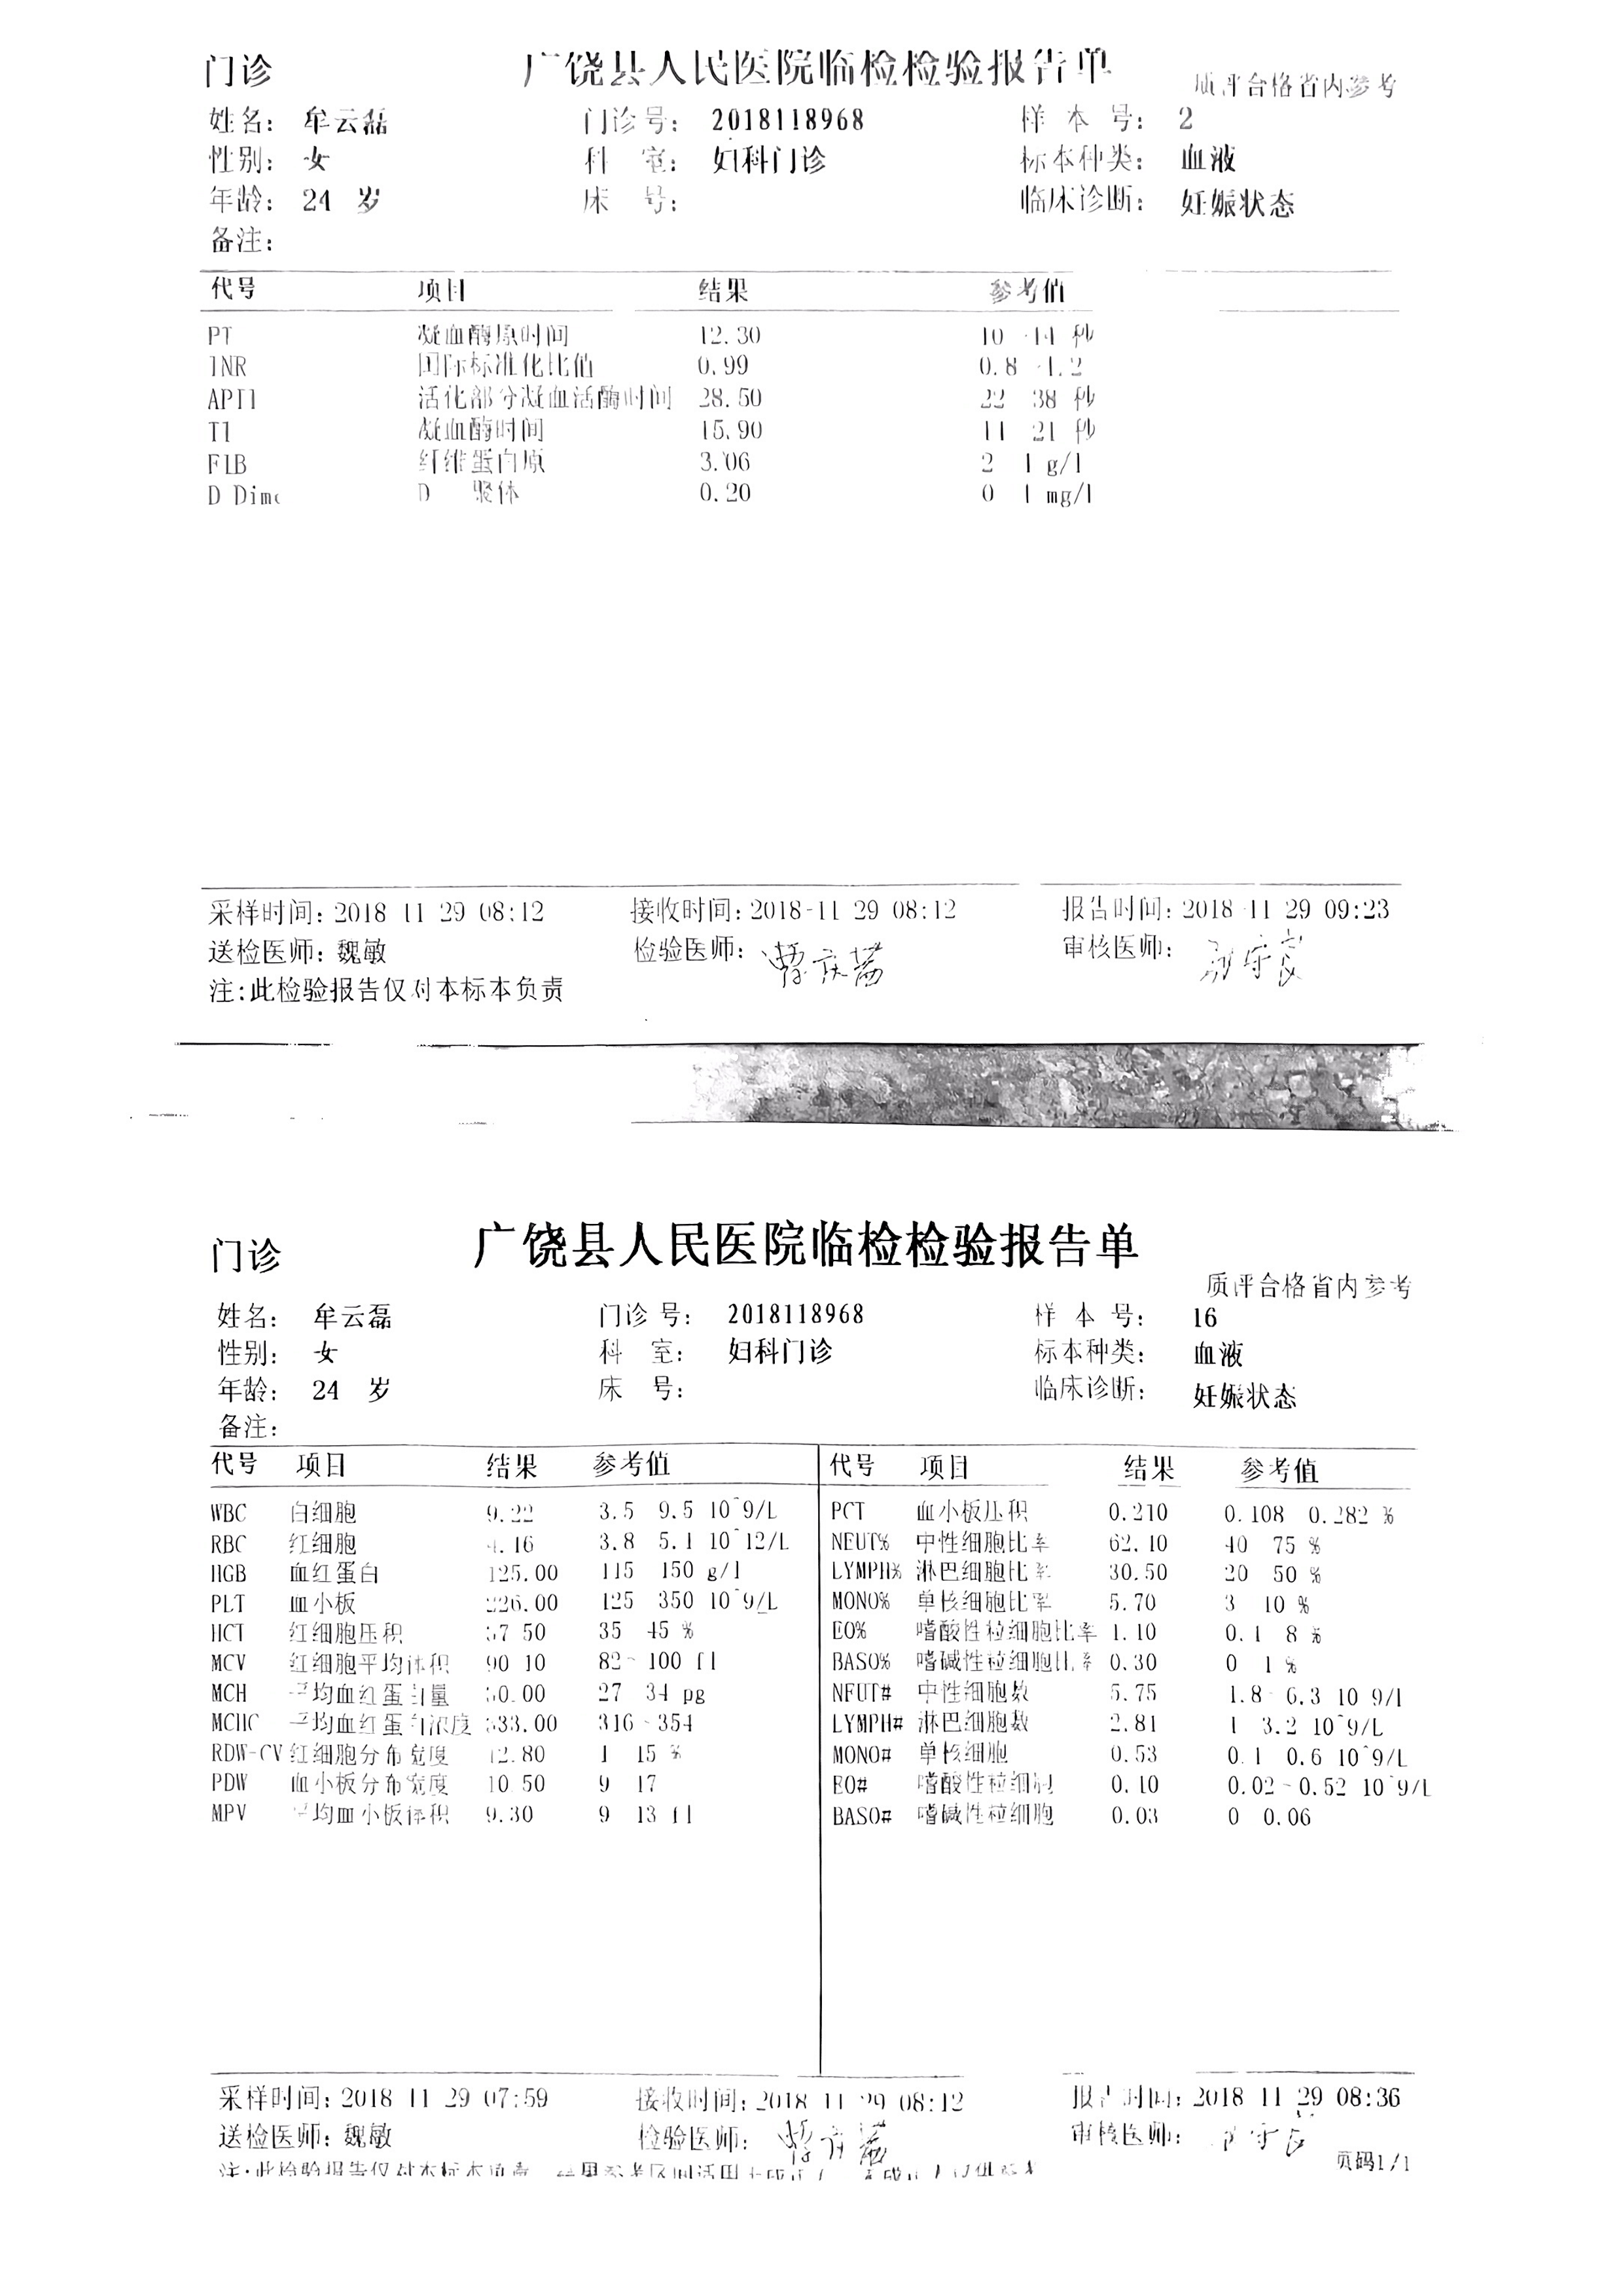 门诊 广饶县人民医院临检检验报告单 质评合格省内参考
姓名： 牟云磊 门诊号： 2018118968 样 本 号： 2
性别： 女 科 室： 妇科门诊 标本种类： 血液
年龄： 24 岁 床 号： 临床诊断： 妊娠状态
备注：
代号 项目 结果 参考值
PT 凝血酶原时间 12.30 10 -14 秒
INR 国际标准化比值 0.99 0.8 -1.2
APTT 活化部分凝血活酶时间 28.50 22 38 秒
TT 凝血酶时间 15.90 11 21 秒
FIB 纤维蛋白原 3.06 2 g/l
D Dim D 聚体 0.20 0 1 mg/l
采样时间：2018 11 29 08:12 接收时间：2018-11 29 08:12 报告时间：2018-11 29 09:23
送检医师：魏敏 检验医师： 审核医师：
注：此检验报告仅对本标本负责
门诊 广饶县人民医院临检检验报告单
质评合格省内参考
姓名： 牟云磊 门诊号： 2018118968 样 本 号： 16
性别： 女 科 室： 妇科门诊 标本种类： 血液
年龄： 24 岁 床 号： 临床诊断： 妊娠状态
备注：
代号 项目 结果 参考值 代号 项目 结果 参考值
WBC 白细胞 9.22 3.5 9.5 10^9/L PCT 血小板压积 0.210 0.108 0.282 %
RBC 红细胞 4.16 3.8 5.1 10^12/L NEUT% 中性细胞比率 62.10 40 75 %
HGB 血红蛋白 125.00 115 150 g/l LYMPH% 淋巴细胞比率 30.50 20 50 %
PLT 血小板 226.00 125 350 10^9/L MONO% 单核细胞比率 5.70 3 10 %
HCT 红细胞压积 37 50 35 45 % EO% 嗜酸性粒细胞比率 1.10 0.1 8 %
MCV 红细胞平均体积 90 10 82~ 100 fl BASO% 嗜碱性粒细胞比率 0.30 0 1 %
MCH 平均血红蛋白量 30.00 27 34 pg NEUT# 中性细胞数 5.75 1.8 6.3 10 9/l
MCHC 平均血红蛋白浓度 333.00 316~354 LYMPH# 淋巴细胞数 2.81 1 3.2 10^9/L
RDW-CV 红细胞分布宽度 12.80 1 15 % MONO# 单核细胞 0.53 0.1 0.6 10^9/L
PDW 血小板分布宽度 10 50 9 17 EO# 嗜酸性粒细胞 0.10 0.02~0.52 10^9/L
MPV 平均血小板体积 9.30 9 13 fl BASO# 嗜碱性粒细胞 0.03 0 0.06
采样时间：2018 11 29 07:59 接收时间：2018 11 29 08:12 报告时间：2018 11 29 08:36
送检医师：魏敏 检验医师： 审核医师：
注：此检验报告仅对本标本负责 页码1/1